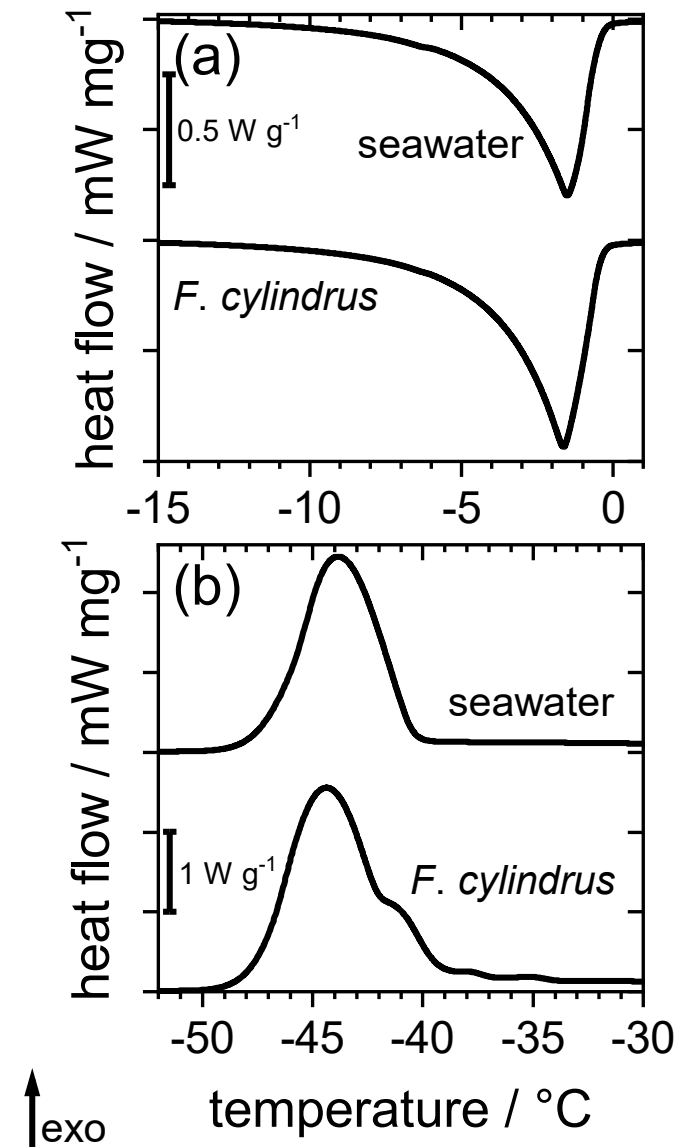 (a)
0.5 W g⁻¹
seawater
F. cylindrus
heat flow / mW mg⁻¹
-15 -10 -5 0
(b)
seawater
1 W g⁻¹
F. cylindrus
heat flow / mW mg⁻¹
-50 -45 -40 -35 -30
temperature / °C
exo